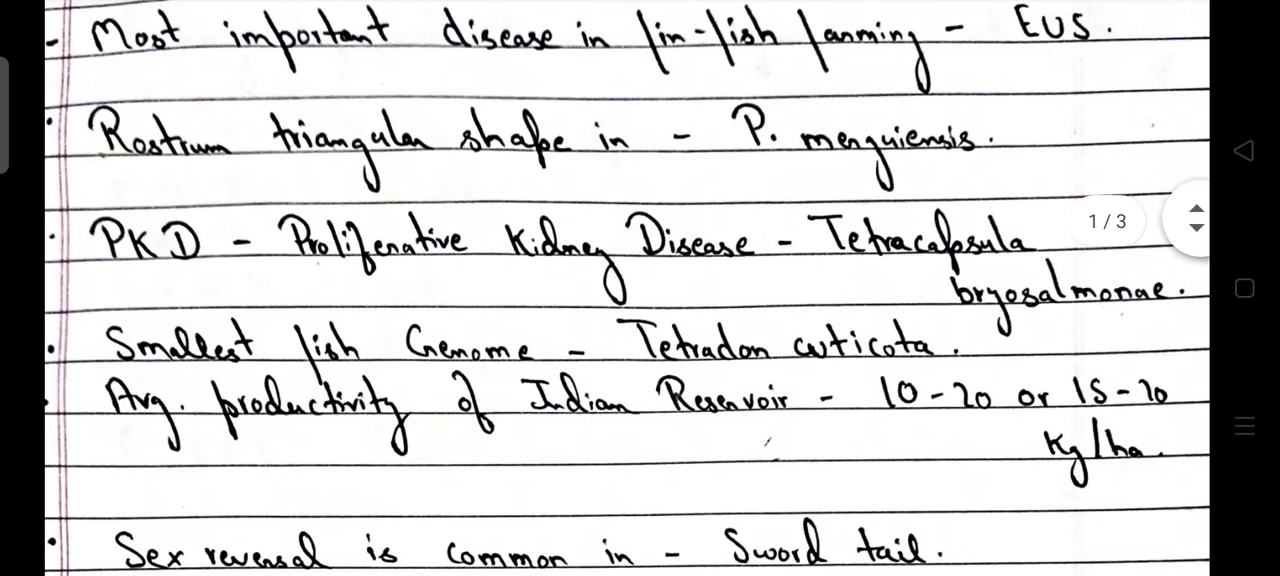 - Most important disease in fin-fish farming - EUS.
· Rostrum triangular shape in - P. merguiensis.
1/3
· PKD - Proliferative Kidney Disease - Tetracapsula
bryosalmonae.
· Smallest fish Genome - Tetradon cuticota.
· Avg. productivity of Indian Reservoir - 10-20 or 15-20
Kg/ha.
· Sex reversal is common in - Sword tail.